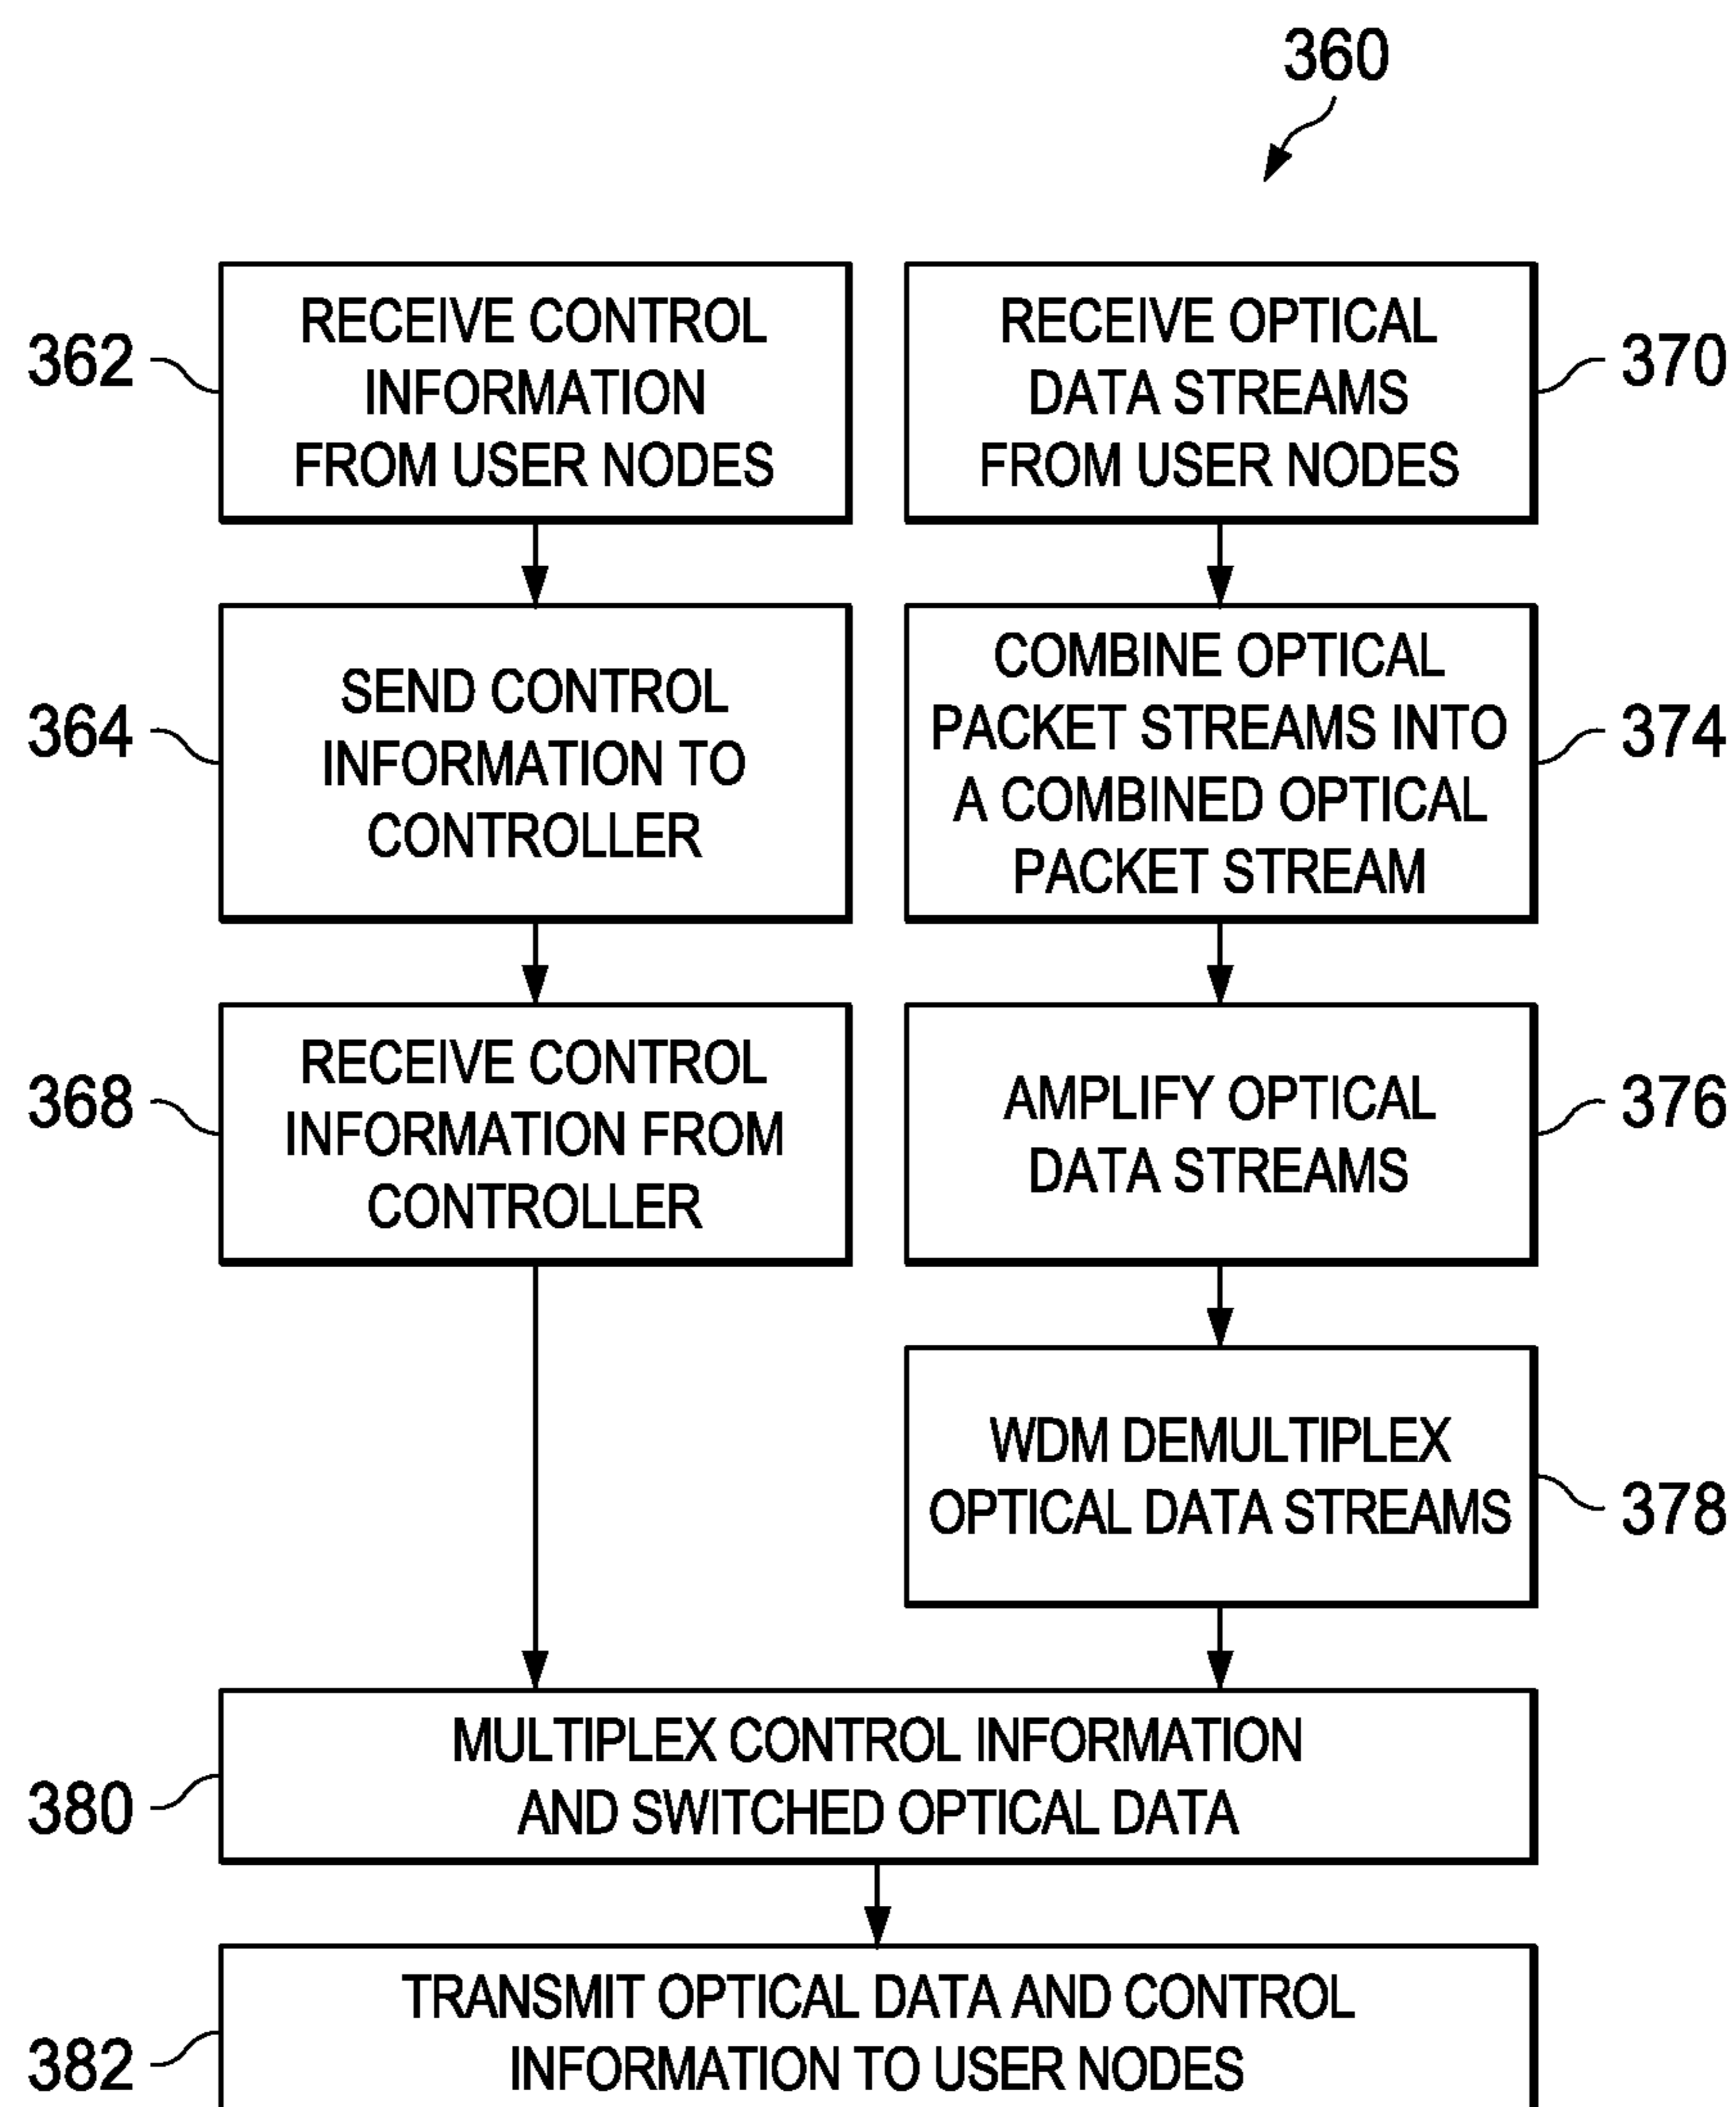 360
362
RECEIVE CONTROL
INFORMATION
FROM USER NODES
364
SEND CONTROL
INFORMATION TO
CONTROLLER
368
RECEIVE CONTROL
INFORMATION FROM
CONTROLLER
RECEIVE OPTICAL
DATA STREAMS
FROM USER NODES
370
COMBINE OPTICAL
PACKET STREAMS INTO
A COMBINED OPTICAL
PACKET STREAM
374
AMPLIFY OPTICAL
DATA STREAMS
376
WDM DEMULTIPLEX
OPTICAL DATA STREAMS
378
380
MULTIPLEX CONTROL INFORMATION
AND SWITCHED OPTICAL DATA
382
TRANSMIT OPTICAL DATA AND CONTROL
INFORMATION TO USER NODES